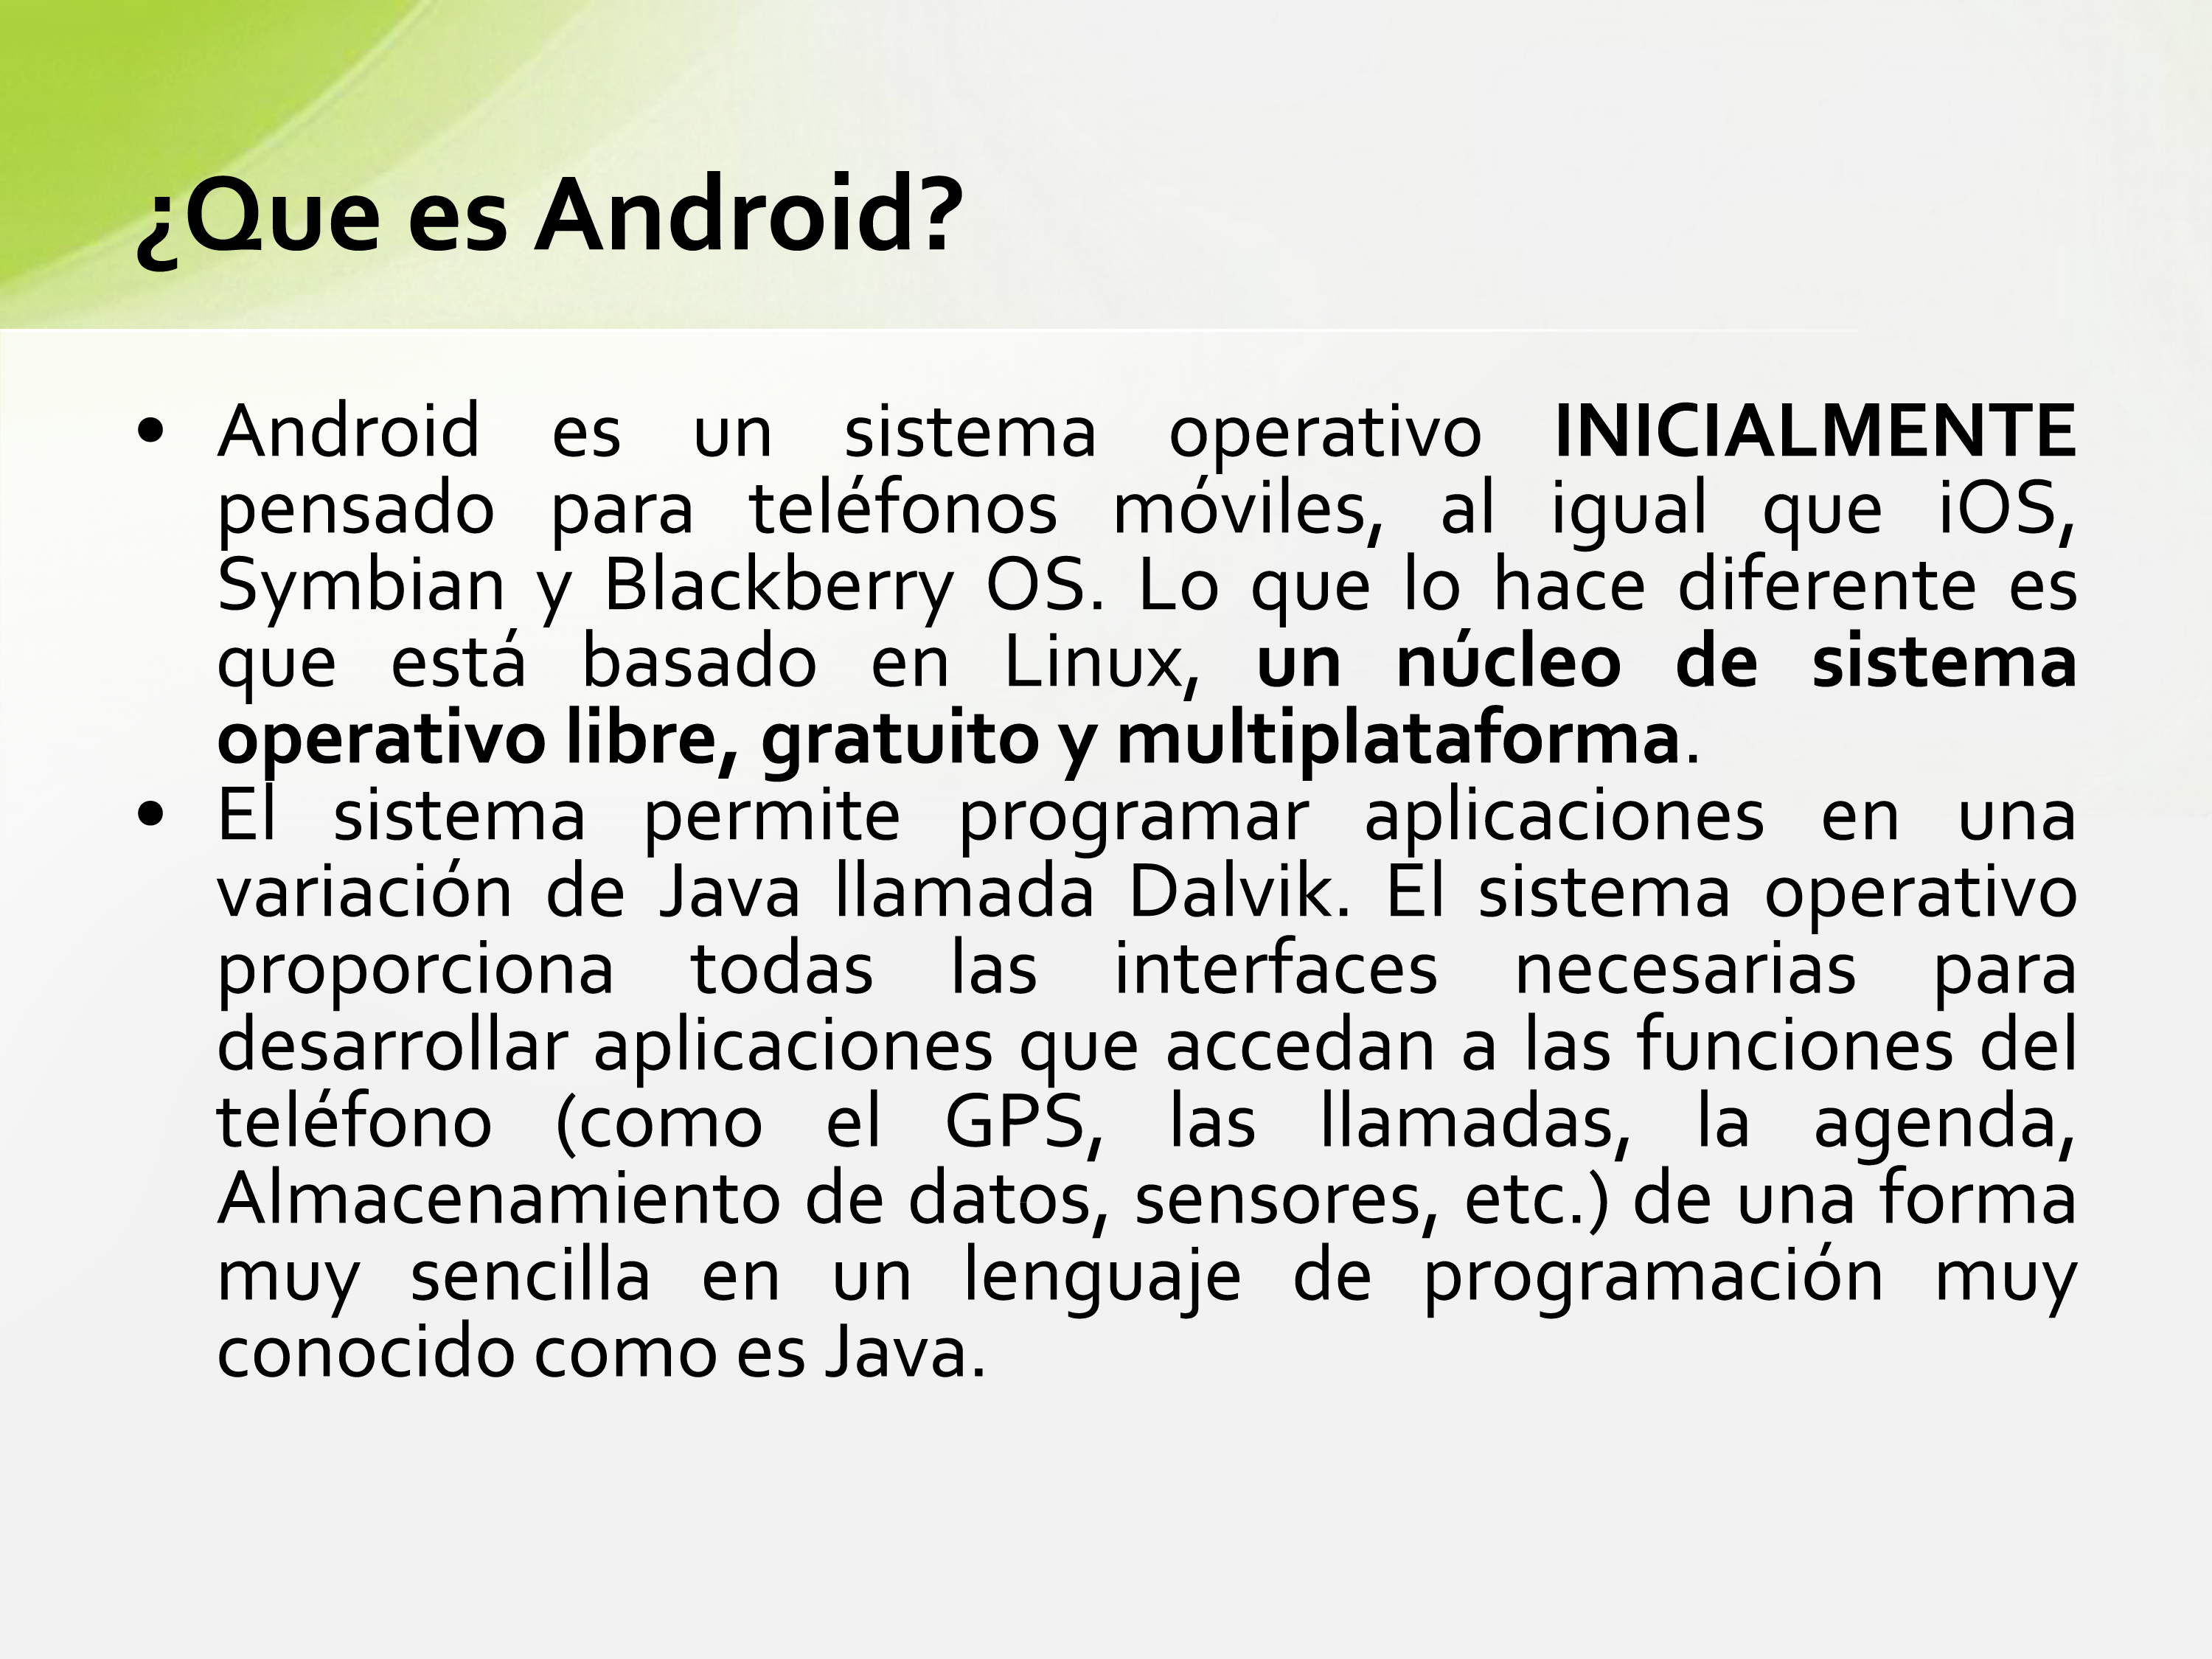 ¿Que es Android?
• Android es un sistema operativo INICIALMENTE
pensado para teléfonos móviles, al igual que iOS,
Symbian y Blackberry OS. Lo que lo hace diferente es
que está basado en Linux, un núcleo de sistema
operativo libre, gratuito y multiplataforma.
• El sistema permite programar aplicaciones en una
variación de Java llamada Dalvik. El sistema operativo
proporciona todas las interfaces necesarias para
desarrollar aplicaciones que accedan a las funciones del
teléfono (como el GPS, las llamadas, la agenda,
Almacenamiento de datos, sensores, etc.) de una forma
muy sencilla en un lenguaje de programación muy
conocido como es Java.